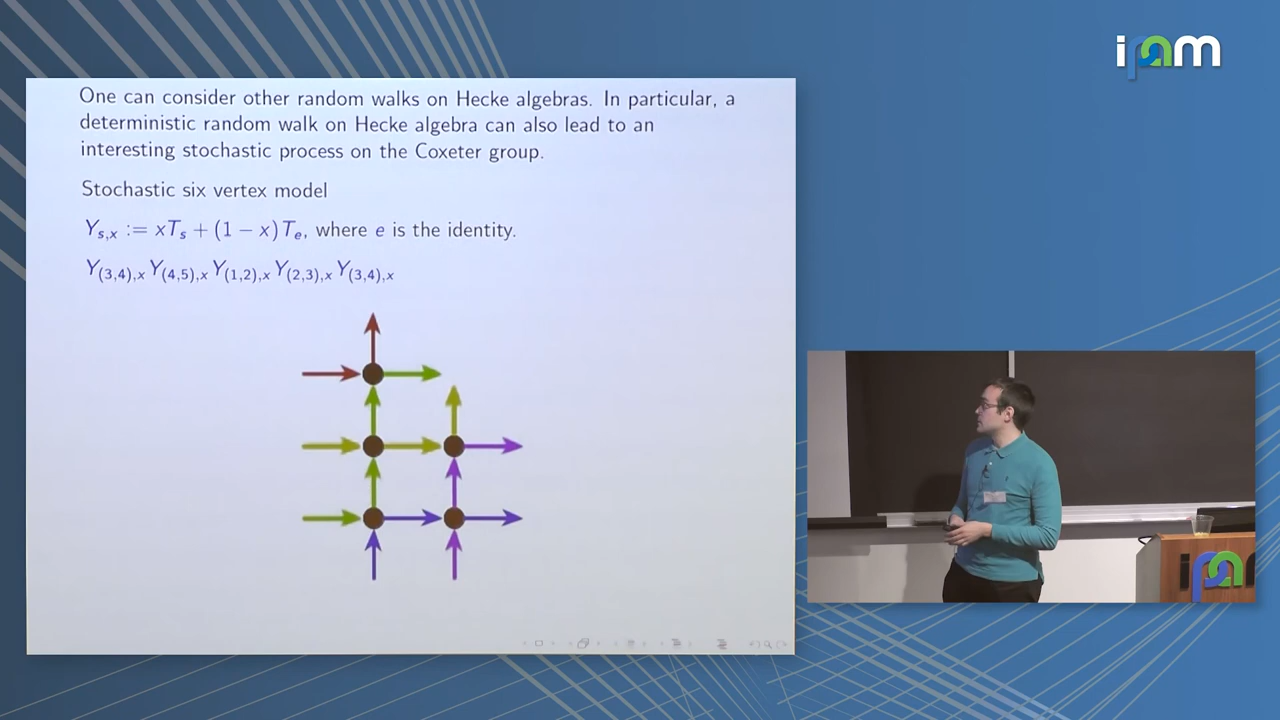 ipam
One can consider other random walks on Hecke algebras. In particular, a
deterministic random walk on Hecke algebra can also lead to an
interesting stochastic process on the Coxeter group.
Stochastic six vertex model
Y_{s,x} := xT_s + (1 − x)T_e, where e is the identity.
Y_{(3,4),x} Y_{(4,5),x} Y_{(1,2),x} Y_{(2,3),x} Y_{(3,4),x}